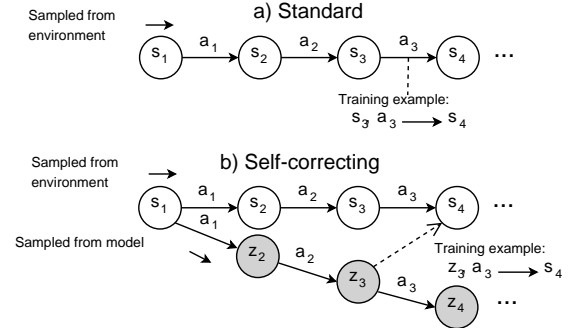 a) Standard
Sampled from
environment
a1 a2 a3
s1 s2 s3 s4 ...
Training example:
s3, a3 s4
b) Self-correcting
Sampled from
environment
a1 a2 a3
s1 s2 s3 s4 ...
a1
Sampled from model
z2 a2
z3 a3
z4 ...
Training example:
z3, a3 s4